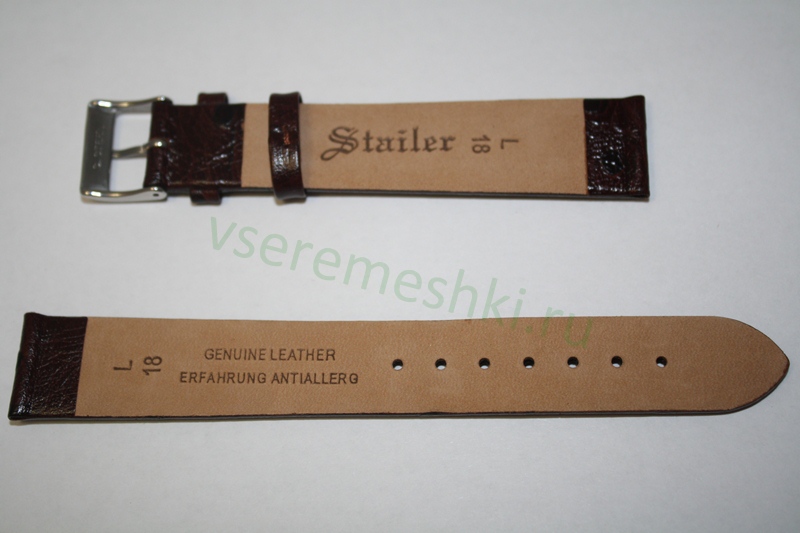 Stailer
L
18
vseremeshki.ru
L
18
GENUINE LEATHER
ERFAHRUNG ANTIALLERG